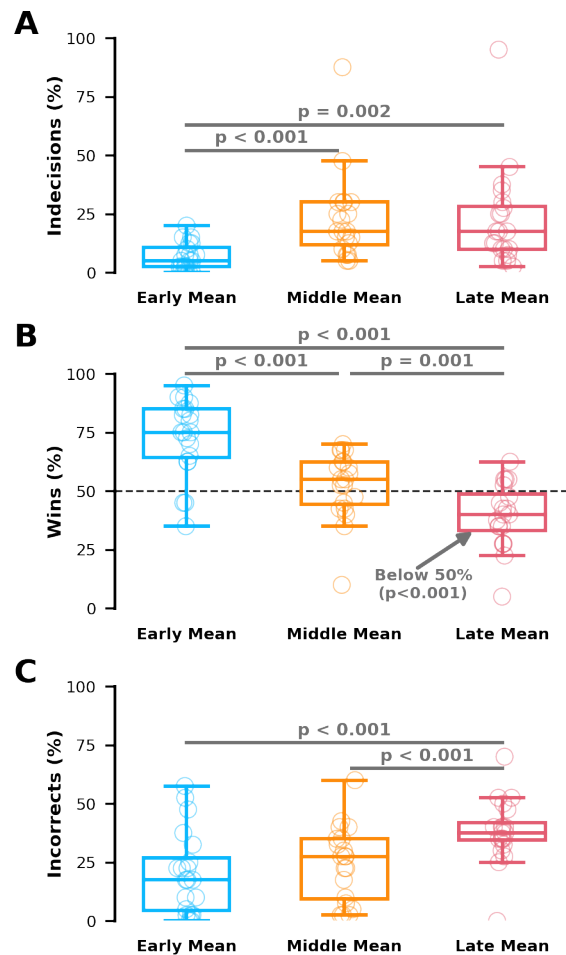 A
Indecisions (%)
100
75
50
25
0
p = 0.002
p < 0.001
Early Mean Middle Mean Late Mean
B
Wins (%)
100
75
50
25
0
p < 0.001
p < 0.001 p = 0.001
Below 50%
(p<0.001)
Early Mean Middle Mean Late Mean
C
Incorrects (%)
100
75
50
25
0
p < 0.001
p < 0.001
Early Mean Middle Mean Late Mean